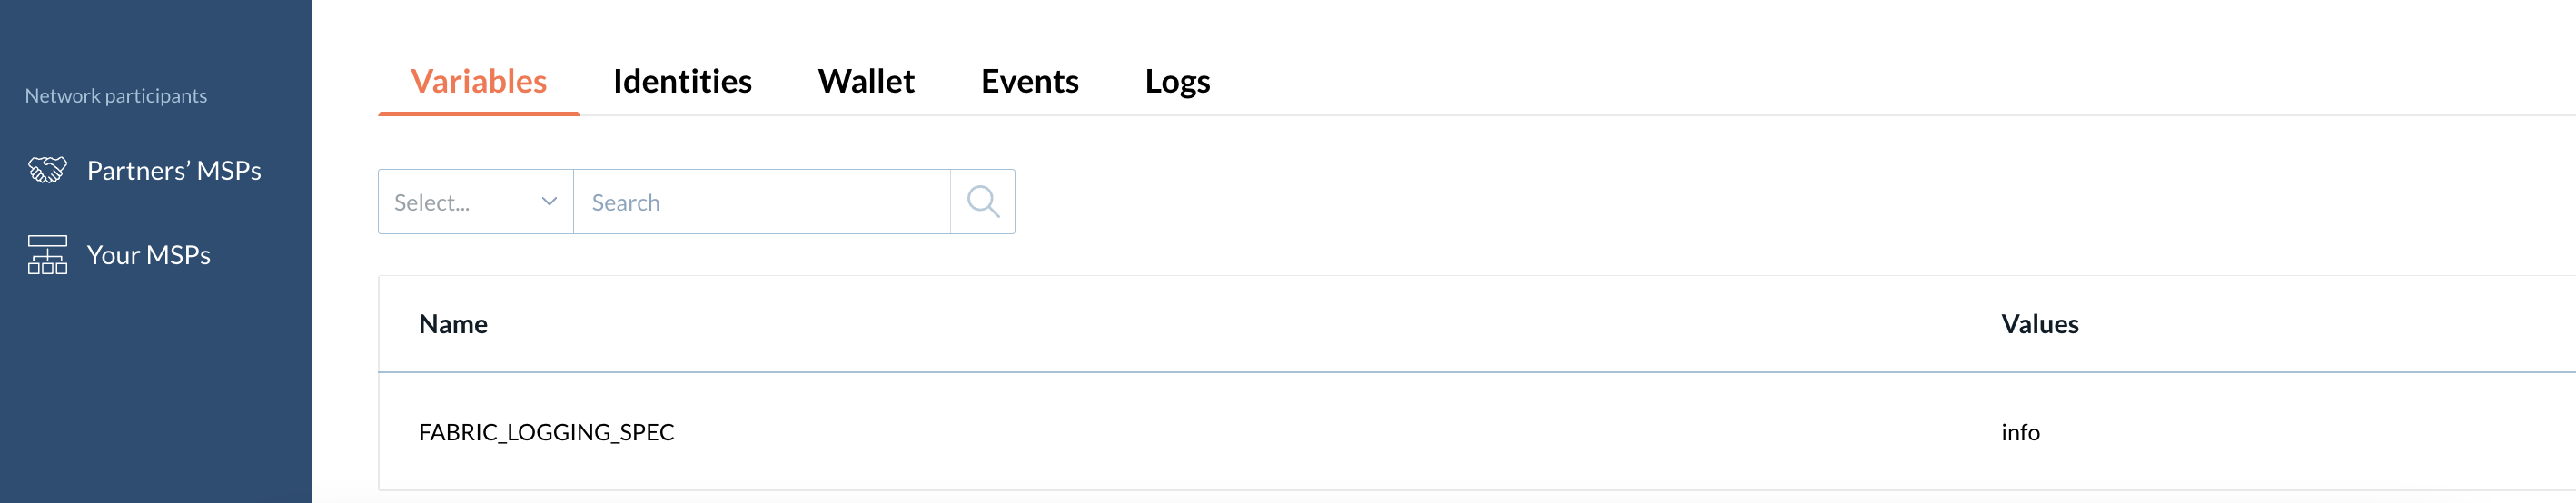 Network participants
Partners’ MSPs
Your MSPs
Variables Identities Wallet Events Logs
Select... Search
Name Values
FABRIC_LOGGING_SPEC info